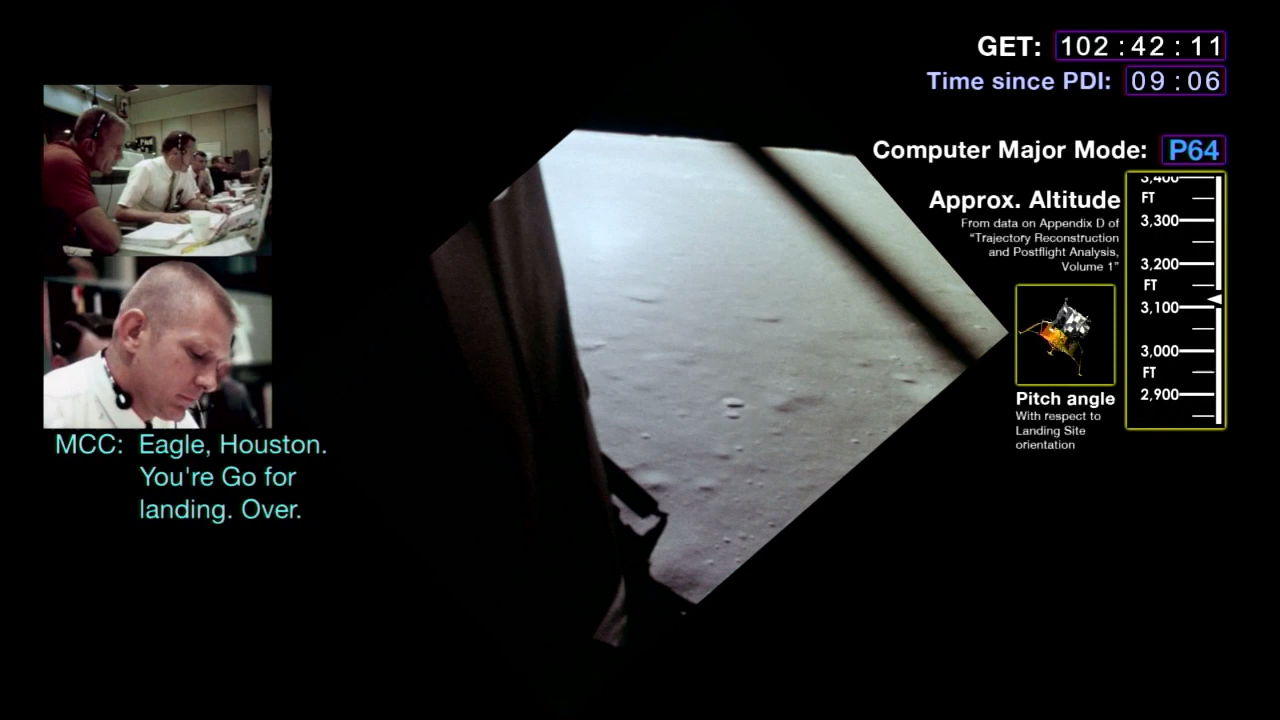 GET: 102:42:11
Time since PDI: 09:06
Computer Major Mode: P64
Approx. Altitude
From data on Appendix D of
“Trajectory Reconstruction
and Postflight Analysis,
Volume 1”
3,400
FT
3,300
3,200
FT
3,100
3,000
FT
2,900
Pitch angle
With respect to
Landing Site
orientation
MCC: Eagle, Houston.
You're Go for
landing. Over.